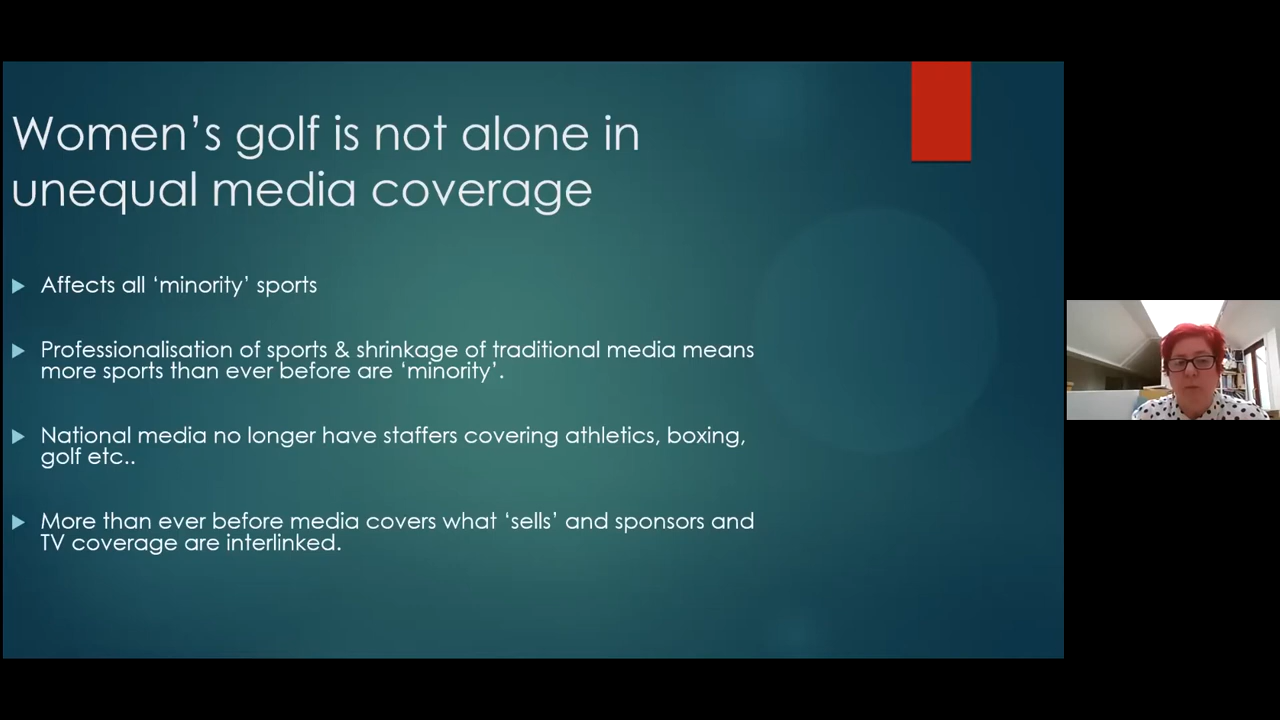 Women’s golf is not alone in
unequal media coverage
Affects all ‘minority’ sports
Professionalisation of sports & shrinkage of traditional media means
more sports than ever before are ‘minority’.
National media no longer have staffers covering athletics, boxing,
golf etc..
More than ever before media covers what ‘sells’ and sponsors and
TV coverage are interlinked.